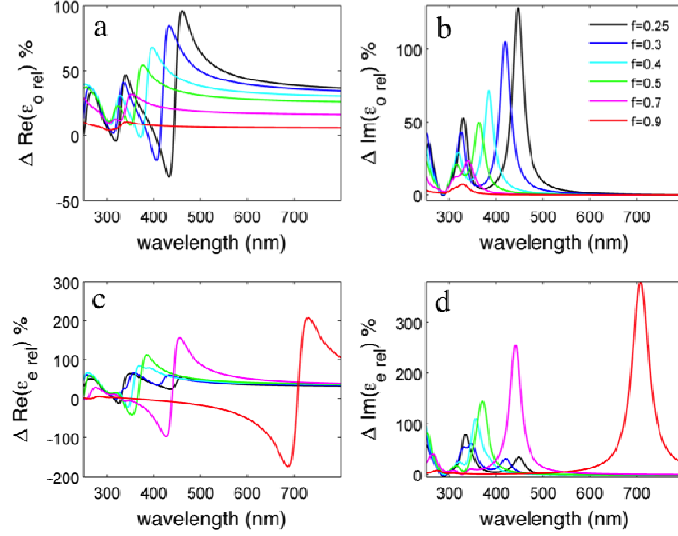 a
Δ Re(ε_o rel) %
100
50
0
-50
300 400 500 600 700
wavelength (nm)
b
Δ Im(ε_o rel) %
100
50
0
300 400 500 600 700
wavelength (nm)
f=0.25
f=0.3
f=0.4
f=0.5
f=0.7
f=0.9
c
Δ Re(ε_e rel) %
300
200
100
0
-100
-200
300 400 500 600 700
wavelength (nm)
d
Δ Im(ε_e rel) %
300
200
100
0
300 400 500 600 700
wavelength (nm)